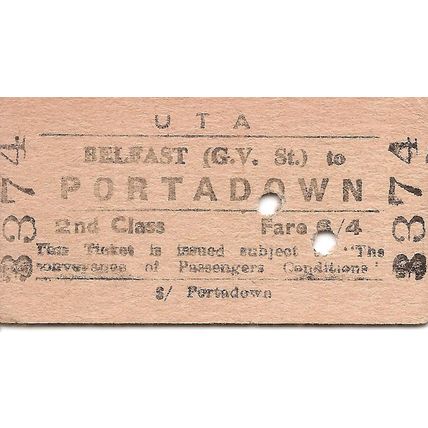 UTA
BELFAST (G.V. St.) to
PORTADOWN
2nd Class Fare /4
This Ticket is issued subject "The
conveyance of Passengers Conditions
S/ Portadown
3374
3374